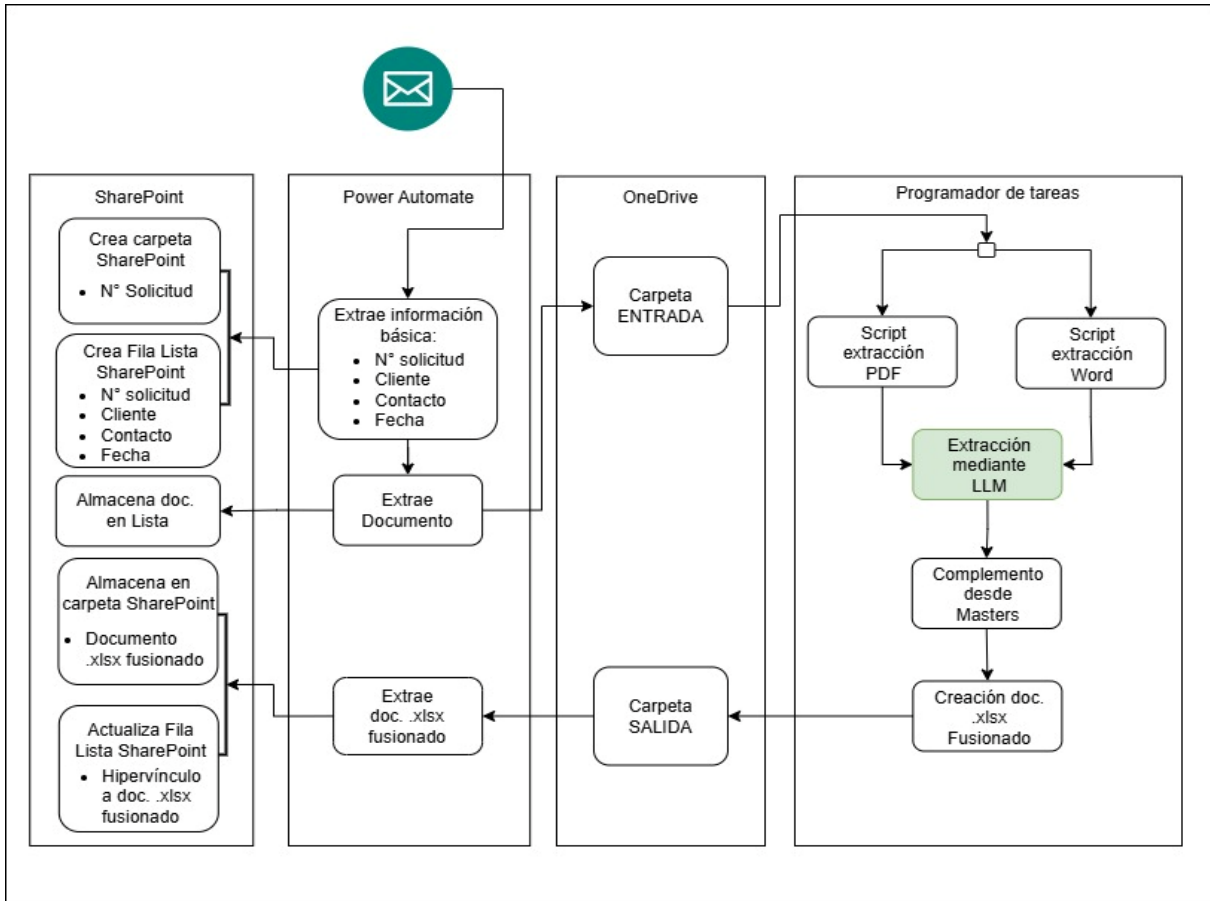 SharePoint
Crea carpeta
SharePoint
• N° Solicitud
Crea Fila Lista
SharePoint
• N° solicitud
• Cliente
• Contacto
• Fecha
Almacena doc.
en Lista
Almacena en
carpeta SharePoint
• Documento
.xlsx fusionado
Actualiza Fila
Lista SharePoint
• Hipervínculo
a doc. .xlsx
fusionado
Power Automate
Extrae información
básica:
• N° solicitud
• Cliente
• Contacto
• Fecha
Extrae
Documento
Extrae
doc. .xlsx
fusionado
OneDrive
Carpeta
ENTRADA
Carpeta
SALIDA
Programador de tareas
Script
extracción
PDF
Script
extracción
Word
Extracción
mediante
LLM
Complemento
desde
Masters
Creación doc.
.xlsx
Fusionado